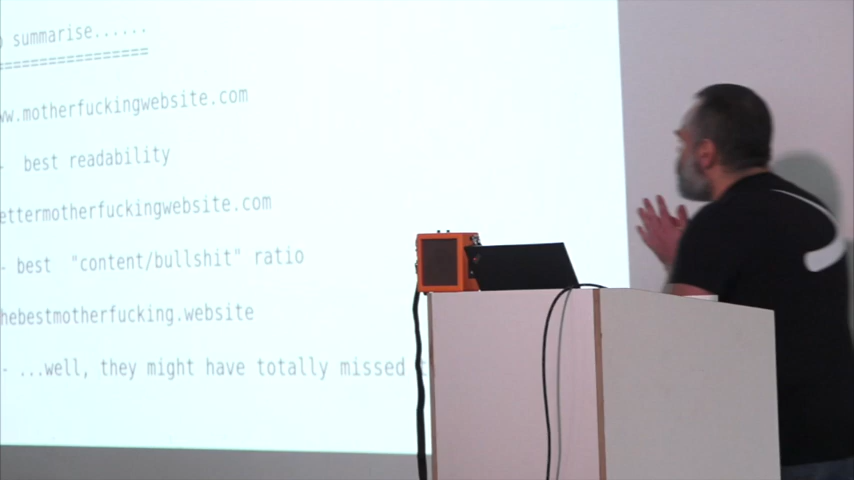 summarise......
================
ww.motherfuckingwebsite.com
- best readability
ettermotherfuckingwebsite.com
- best "content/bullshit" ratio
hebestmotherfucking.website
- ...well, they might have totally missed